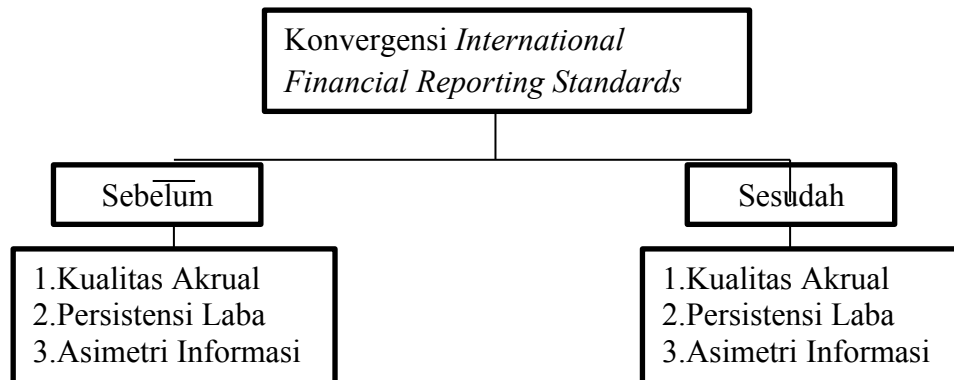 Konvergensi International
Financial Reporting Standards
Sebelum
Sesudah
1.Kualitas Akrual
2.Persistensi Laba
3.Asimetri Informasi
1.Kualitas Akrual
2.Persistensi Laba
3.Asimetri Informasi